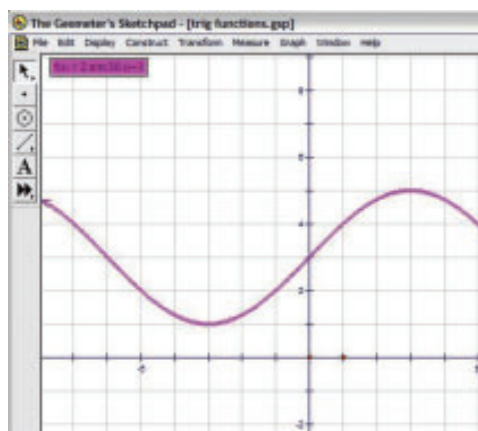 The Geometer's Sketchpad - [trig functions.gsp]
File Edit Display Construct Transform Measure Graph Window Help
A
6
4
2
-5
-2